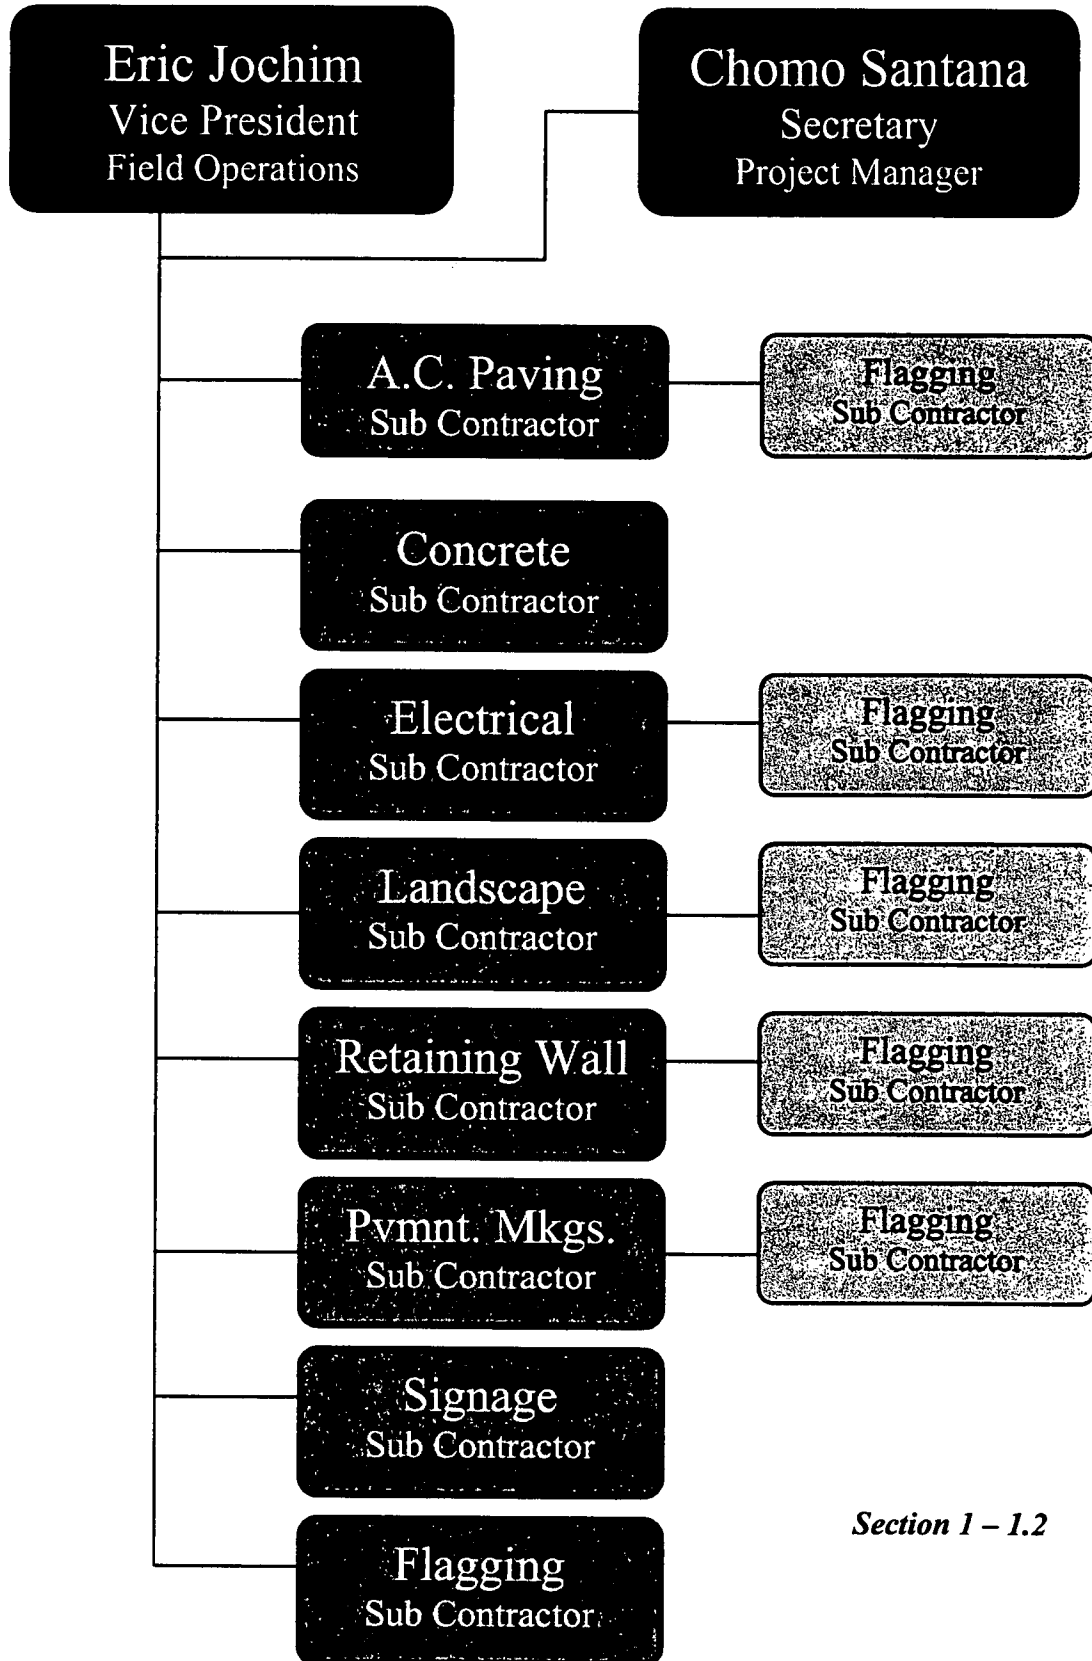 Eric Jochim
Vice President
Field Operations
Chomo Santana
Secretary
Project Manager
A.C. Paving
Sub Contractor
Flagging
Sub Contractor
Concrete
Sub Contractor
Electrical
Sub Contractor
Flagging
Sub Contractor
Landscape
Sub Contractor
Flagging
Sub Contractor
Retaining Wall
Sub Contractor
Flagging
Sub Contractor
Pvmnt. Mkgs.
Sub Contractor
Flagging
Sub Contractor
Signage
Sub Contractor
Flagging
Sub Contractor
Section 1 – 1.2